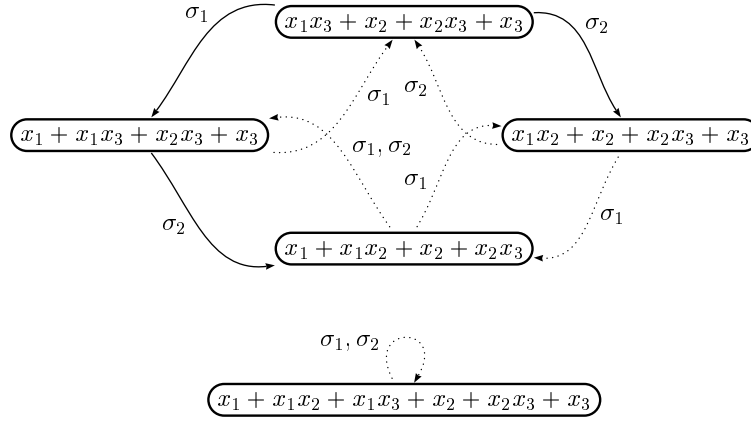 σ₁
x₁x₃ + x₂ + x₂x₃ + x₃
σ₂
σ₁
σ₂
x₁ + x₁x₃ + x₂x₃ + x₃
x₁x₂ + x₂ + x₂x₃ + x₃
σ₁, σ₂
σ₁
σ₂
σ₁
x₁ + x₁x₂ + x₂ + x₂x₃
σ₁, σ₂
x₁ + x₁x₂ + x₁x₃ + x₂ + x₂x₃ + x₃